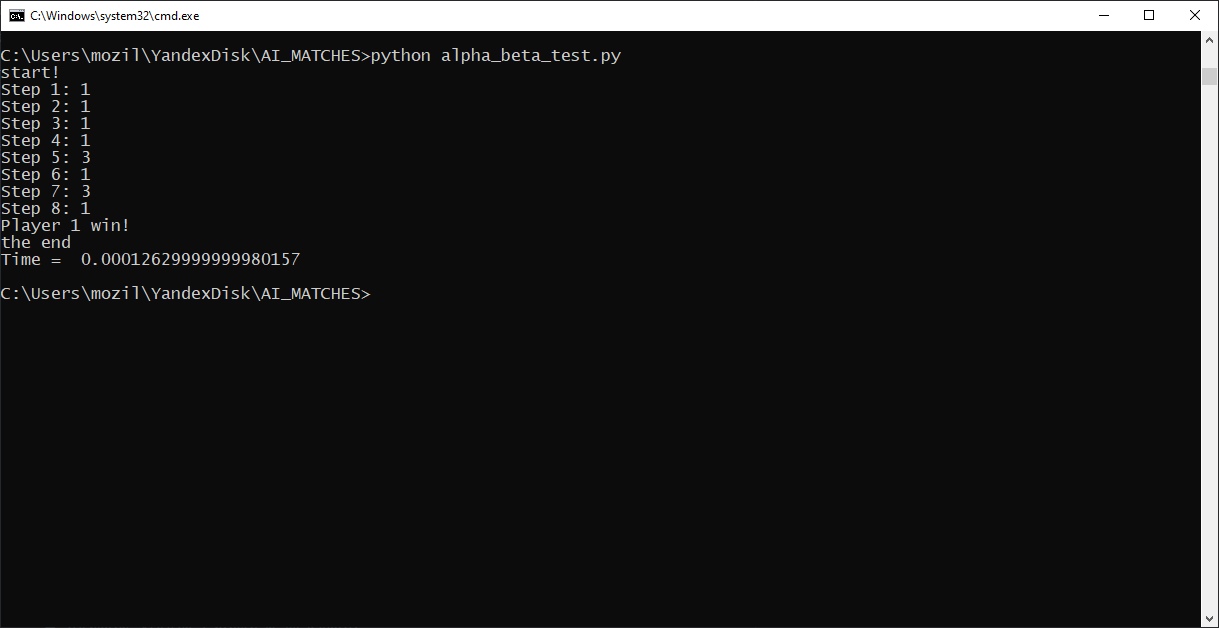 C:\Windows\system32\cmd.exe
C:\Users\mozil\YandexDisk\AI_MATCHES>python alpha_beta_test.py
start!
Step 1: 1
Step 2: 1
Step 3: 1
Step 4: 1
Step 5: 3
Step 6: 1
Step 7: 3
Step 8: 1
Player 1 win!
the end
Time =  0.00012629999999980157
C:\Users\mozil\YandexDisk\AI_MATCHES>